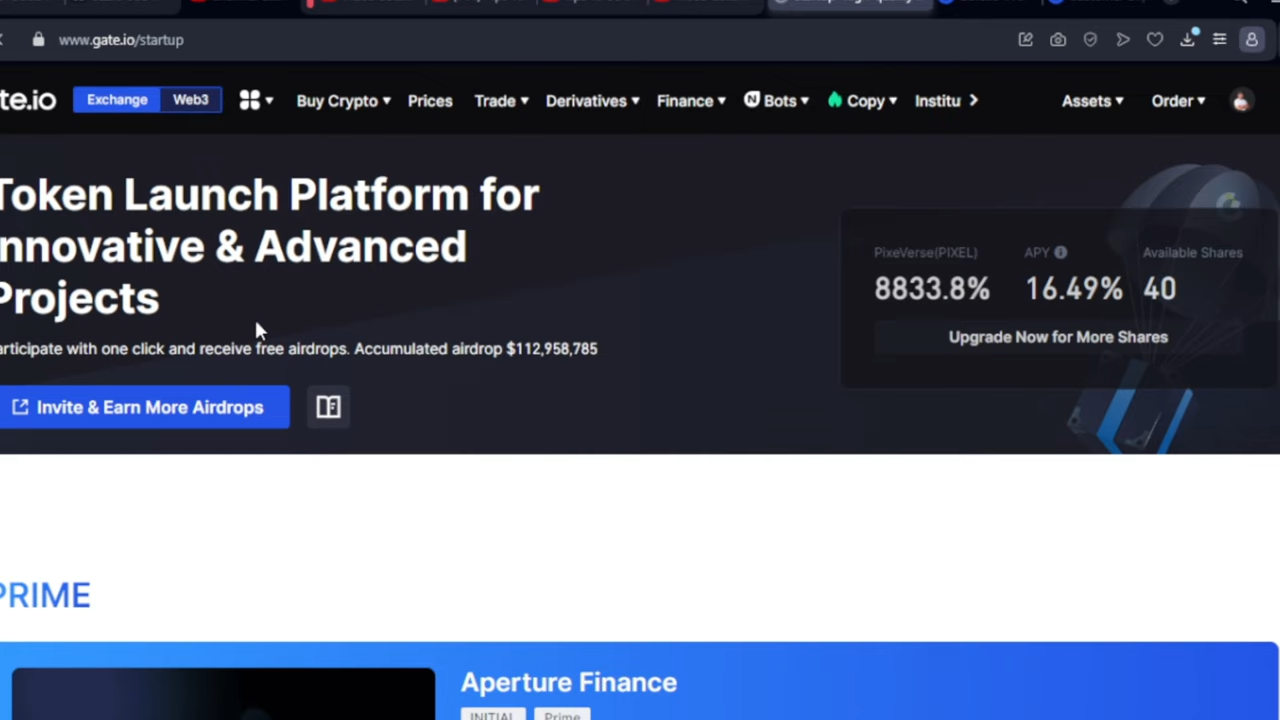 www.gate.io/startup
te.io Exchange Web3 Buy Crypto Prices Trade Derivatives Finance Bots Copy Institu Assets Order
Token Launch Platform for
nnovative & Advanced
Projects
PixeVerse(PIXEL) APY Available Shares
8833.8% 16.49% 40
Upgrade Now for More Shares
articipate with one click and receive free airdrops. Accumulated airdrop $112,958,785
Invite & Earn More Airdrops
PRIME
Aperture Finance
INITIAL Prime